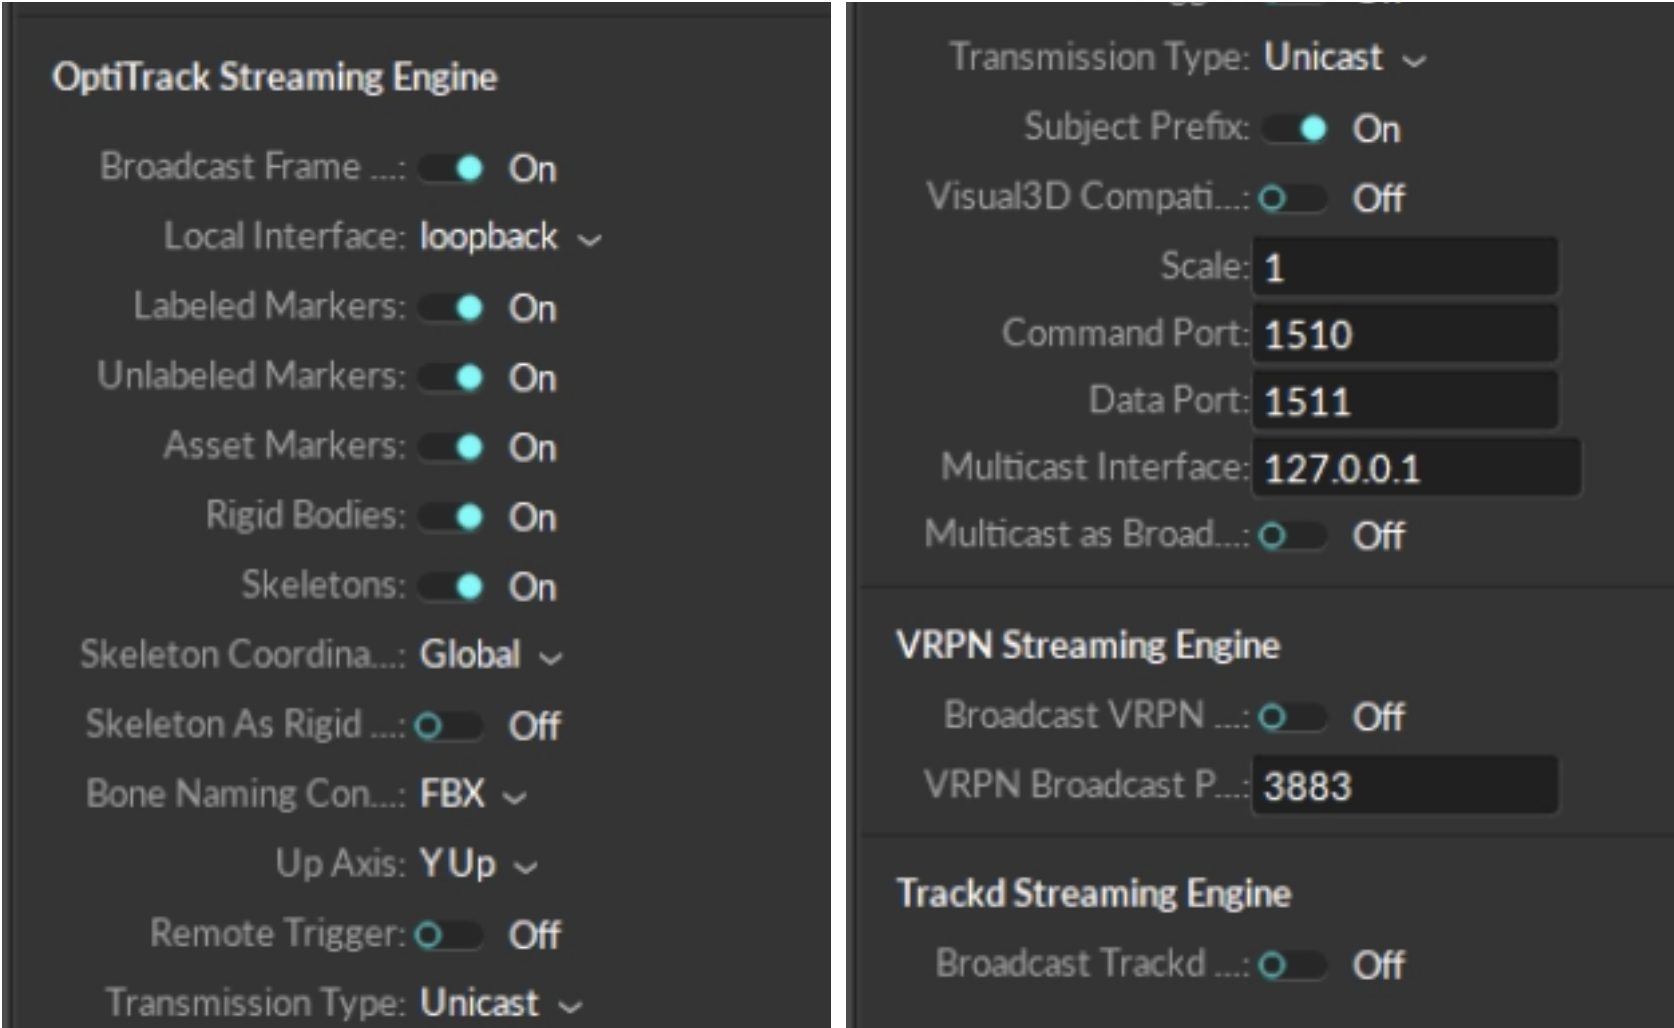 OptiTrack Streaming Engine
Broadcast Frame ...: On
Local Interface: loopback
Labeled Markers: On
Unlabeled Markers: On
Asset Markers: On
Rigid Bodies: On
Skeletons: On
Skeleton Coordina...: Global
Skeleton As Rigid ...: Off
Bone Naming Con...: FBX
Up Axis: Y Up
Remote Trigger: Off
Transmission Type: Unicast
Transmission Type: Unicast
Subject Prefix: On
Visual3D Compati...: Off
Scale: 1
Command Port: 1510
Data Port: 1511
Multicast Interface: 127.0.0.1
Multicast as Broad...: Off
VRPN Streaming Engine
Broadcast VRPN ...: Off
VRPN Broadcast P...: 3883
Trackd Streaming Engine
Broadcast Trackd ...: Off